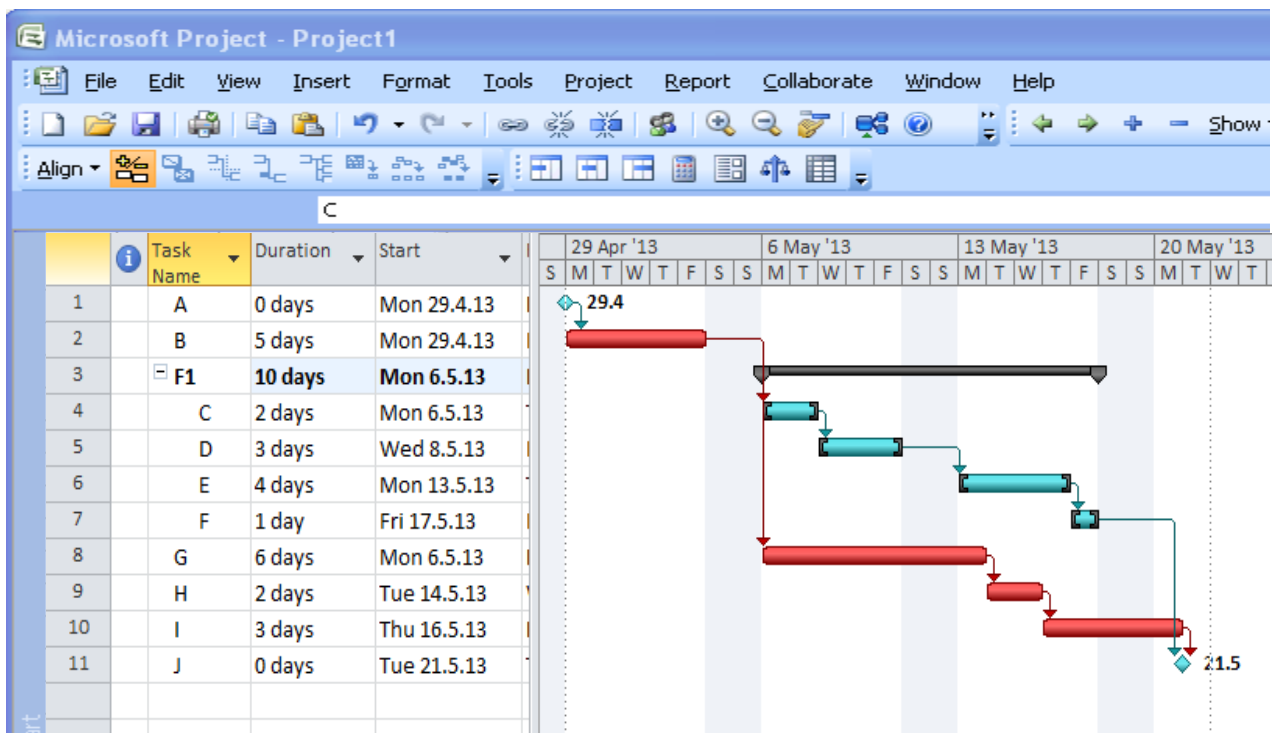 Microsoft Project - Project1
File Edit View Insert Format Tools Project Report Collaborate Window Help
Show
Align
C
Task Name Duration Start 29 Apr '13 6 May '13 13 May '13 20 May '13
S M T W T F S S M T W T F S S M T W T F S S M T W T
1 A 0 days Mon 29.4.13 29.4
2 B 5 days Mon 29.4.13
3 F1 10 days Mon 6.5.13
4 C 2 days Mon 6.5.13
5 D 3 days Wed 8.5.13
6 E 4 days Mon 13.5.13
7 F 1 day Fri 17.5.13
8 G 6 days Mon 6.5.13
9 H 2 days Tue 14.5.13
10 I 3 days Thu 16.5.13
11 J 0 days Tue 21.5.13 21.5